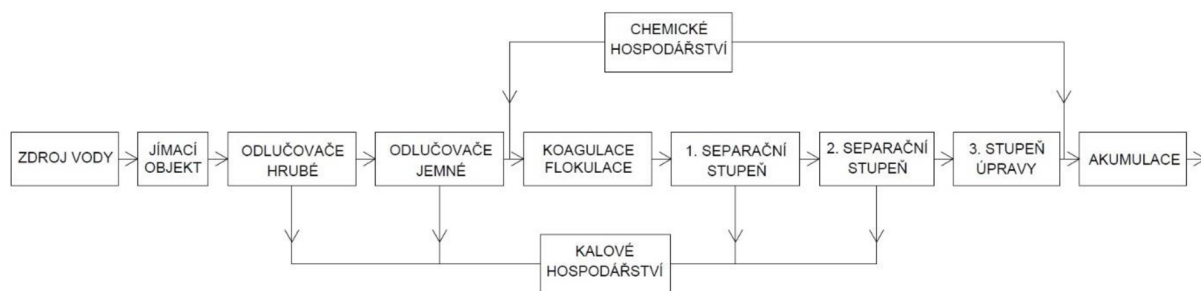 CHEMICKÉ
HOSPODÁŘSTVÍ
ZDROJ VODY
JÍMACÍ
OBJEKT
ODLUČOVAČE
HRUBÉ
ODLUČOVAČE
JEMNÉ
KOAGULACE
FLOKULACE
1. SEPARAČNÍ
STUPEŇ
2. SEPARAČNÍ
STUPEŇ
3. STUPEŇ
ÚPRAVY
AKUMULACE
KALOVÉ
HOSPODÁŘSTVÍ